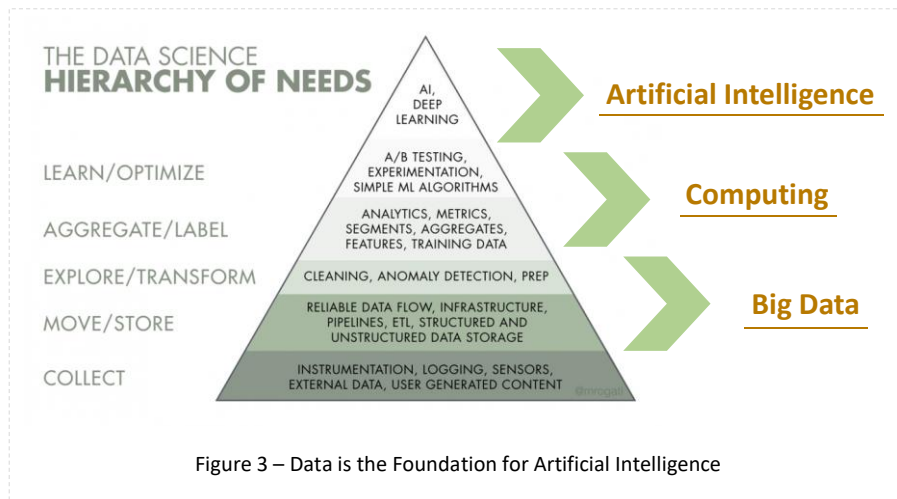 THE DATA SCIENCE
HIERARCHY OF NEEDS
AI,
DEEP
LEARNING
Artificial Intelligence
LEARN/OPTIMIZE
A/B TESTING,
EXPERIMENTATION,
SIMPLE ML ALGORITHMS
Computing
AGGREGATE/LABEL
ANALYTICS, METRICS,
SEGMENTS, AGGREGATES,
FEATURES, TRAINING DATA
EXPLORE/TRANSFORM
CLEANING, ANOMALY DETECTION, PREP
Big Data
MOVE/STORE
RELIABLE DATA FLOW, INFRASTRUCTURE,
PIPELINES, ETL, STRUCTURED AND
UNSTRUCTURED DATA STORAGE
COLLECT
INSTRUMENTATION, LOGGING, SENSORS,
EXTERNAL DATA, USER GENERATED CONTENT
@mrogati
Figure 3 – Data is the Foundation for Artificial Intelligence